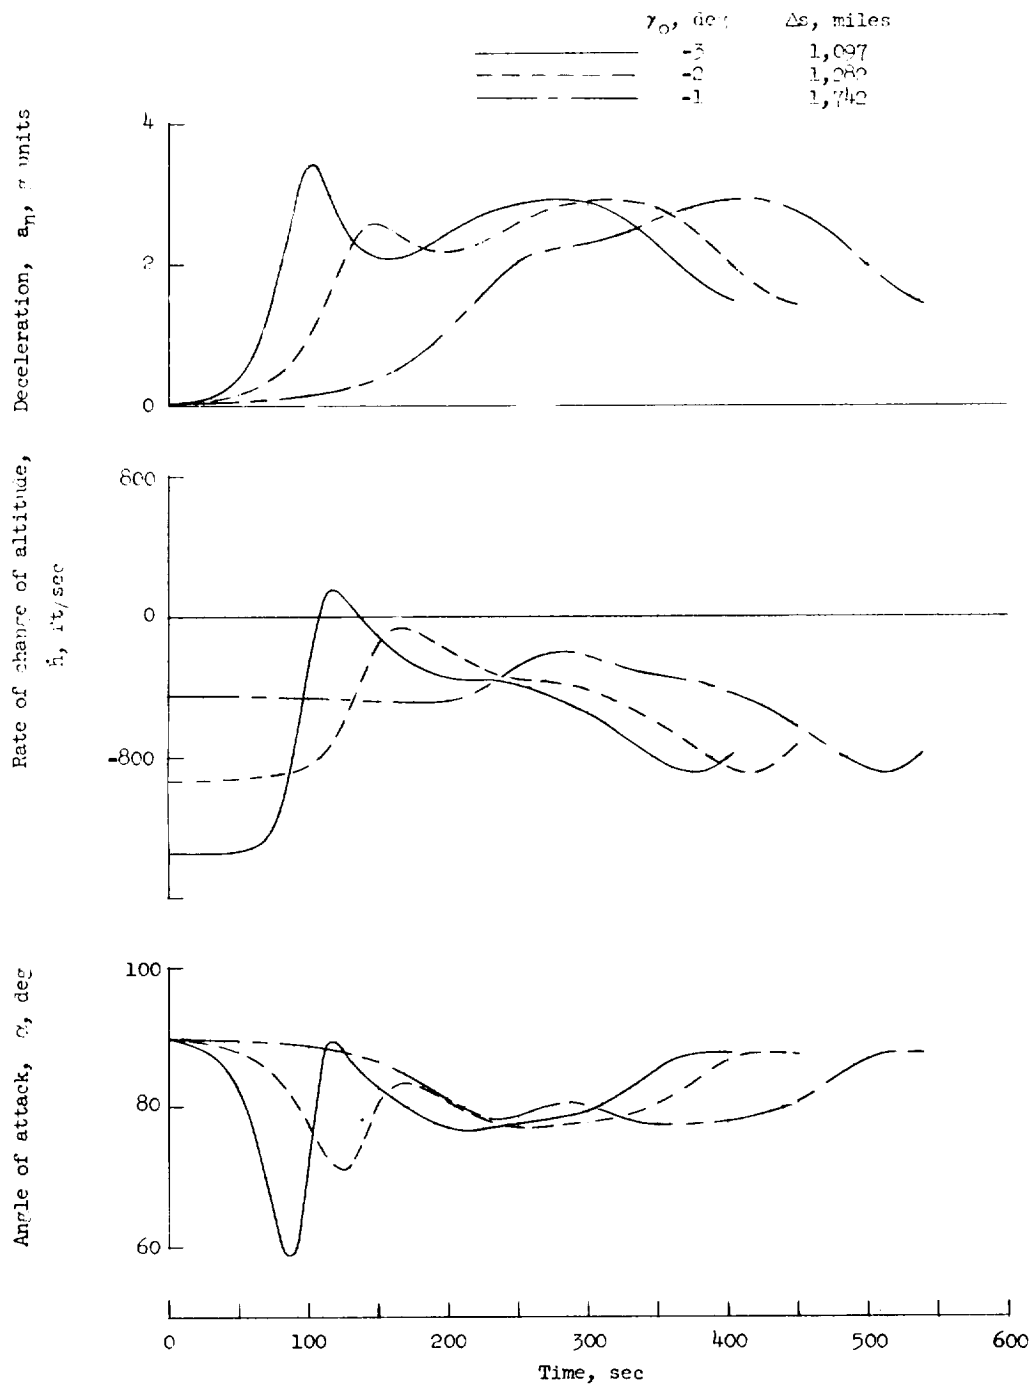 γo, deg Δs, miles
-3 1,097
-2 1,282
-1 1,742
Deceleration, an, g units
4
2
0
Rate of change of altitude,
ḣ, ft/sec
800
0
-800
Angle of attack, α, deg
100
80
60
0 100 200 300 400 500 600
Time, sec